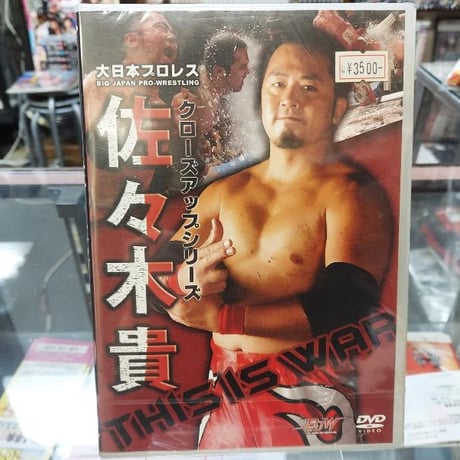 大日本プロレス
BIG JAPAN PRO-WRESTLING
¥3500-
クローズアップシリーズ
佐々木貴
THIS IS WAR
BJW
DVD
VIDEO